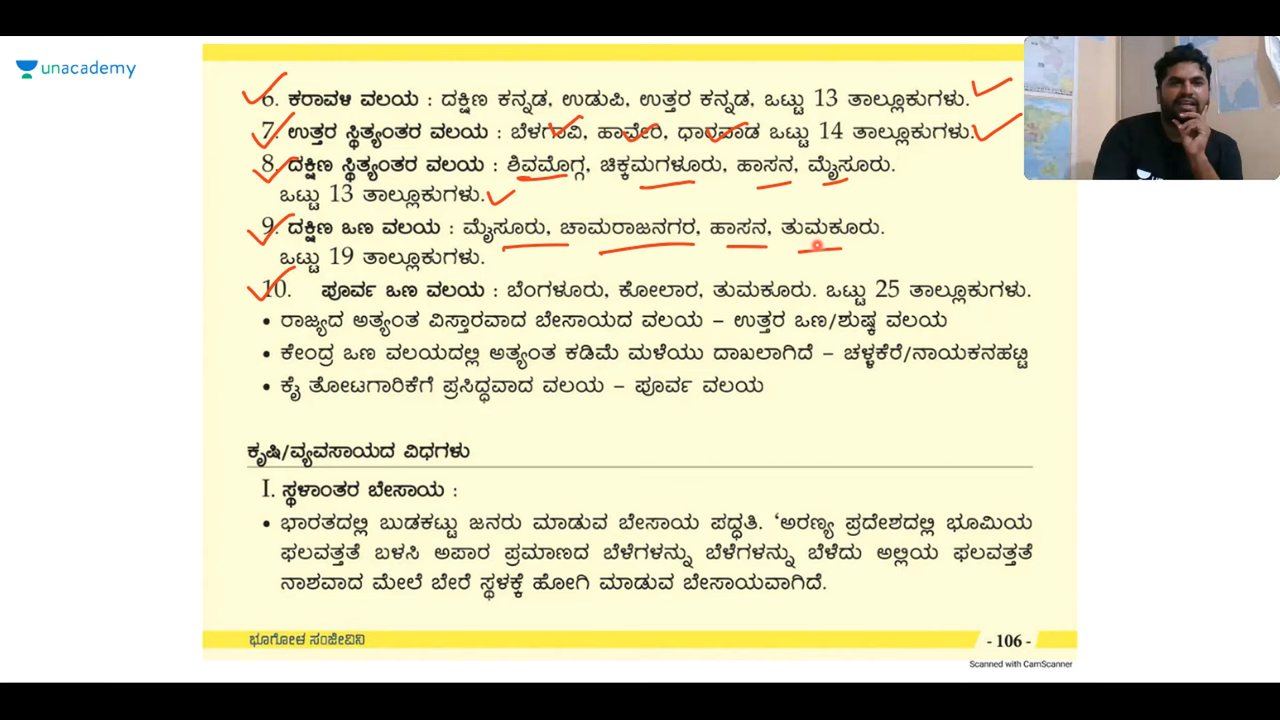 unacademy
6. ಕರಾವಳಿ ವಲಯ : ದಕ್ಷಿಣ ಕನ್ನಡ, ಉಡುಪಿ, ಉತ್ತರ ಕನ್ನಡ, ಒಟ್ಟು 13 ತಾಲ್ಲೂಕುಗಳು.
7. ಉತ್ತರ ಸ್ಥಿತ್ಯಂತರ ವಲಯ : ಬೆಳಗಾವಿ, ಹಾವೇರಿ, ಧಾರವಾಡ ಒಟ್ಟು 14 ತಾಲ್ಲೂಕುಗಳು.
8. ದಕ್ಷಿಣ ಸ್ಥಿತ್ಯಂತರ ವಲಯ : ಶಿವಮೊಗ್ಗ, ಚಿಕ್ಕಮಗಳೂರು, ಹಾಸನ, ಮೈಸೂರು.
ಒಟ್ಟು 13 ತಾಲ್ಲೂಕುಗಳು.
9. ದಕ್ಷಿಣ ಒಣ ವಲಯ : ಮೈಸೂರು, ಚಾಮರಾಜನಗರ, ಹಾಸನ, ತುಮಕೂರು.
ಒಟ್ಟು 19 ತಾಲ್ಲೂಕುಗಳು.
10. ಪೂರ್ವ ಒಣ ವಲಯ : ಬೆಂಗಳೂರು, ಕೋಲಾರ, ತುಮಕೂರು. ಒಟ್ಟು 25 ತಾಲ್ಲೂಕುಗಳು.
• ರಾಜ್ಯದ ಅತ್ಯಂತ ವಿಸ್ತಾರವಾದ ಬೇಸಾಯದ ವಲಯ – ಉತ್ತರ ಒಣ/ಶುಷ್ಕ ವಲಯ
• ಕೇಂದ್ರ ಒಣ ವಲಯದಲ್ಲಿ ಅತ್ಯಂತ ಕಡಿಮೆ ಮಳೆಯು ದಾಖಲಾಗಿದೆ – ಚಳ್ಳಕೆರೆ/ನಾಯಕನಹಟ್ಟಿ
• ಕೈ ತೋಟಗಾರಿಕೆಗೆ ಪ್ರಸಿದ್ಧವಾದ ವಲಯ – ಪೂರ್ವ ವಲಯ
ಕೃಷಿ/ವ್ಯವಸಾಯದ ವಿಧಗಳು
I. ಸ್ಥಳಾಂತರ ಬೇಸಾಯ :
• ಭಾರತದಲ್ಲಿ ಬುಡಕಟ್ಟು ಜನರು ಮಾಡುವ ಬೇಸಾಯ ಪದ್ಧತಿ. ‘ಅರಣ್ಯ ಪ್ರದೇಶದಲ್ಲಿ ಭೂಮಿಯ
ಫಲವತ್ತತೆ ಬಳಸಿ ಅಪಾರ ಪ್ರಮಾಣದ ಬೆಳೆಗಳನ್ನು ಬೆಳೆಗಳನ್ನು ಬೆಳೆದು ಅಲ್ಲಿಯ ಫಲವತ್ತತೆ
ನಾಶವಾದ ಮೇಲೆ ಬೇರೆ ಸ್ಥಳಕ್ಕೆ ಹೋಗಿ ಮಾಡುವ ಬೇಸಾಯವಾಗಿದೆ.
ಭೂಗೋಳ ಸಂಜೀವಿನಿ
- 106 -
Scanned with CamScanner